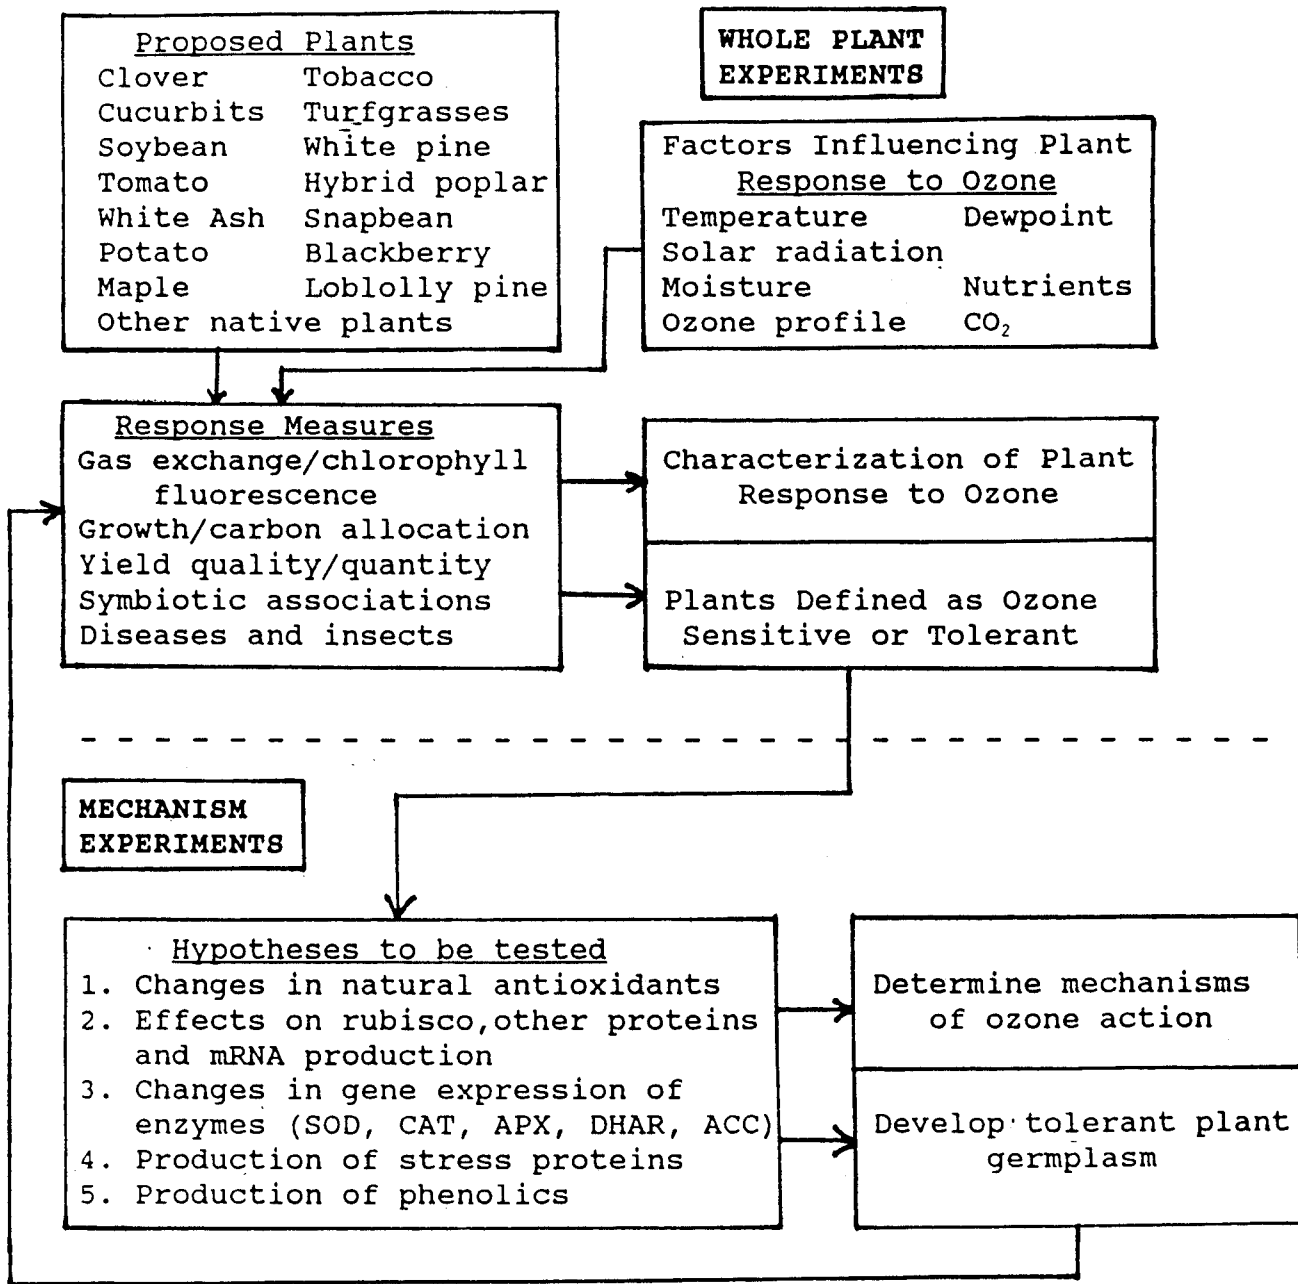 Proposed Plants
Clover Tobacco
Cucurbits Turfgrasses
Soybean White pine
Tomato Hybrid poplar
White Ash Snapbean
Potato Blackberry
Maple Loblolly pine
Other native plants
WHOLE PLANT
EXPERIMENTS
Factors Influencing Plant
Response to Ozone
Temperature Dewpoint
Solar radiation
Moisture Nutrients
Ozone profile CO₂
Response Measures
Gas exchange/chlorophyll
fluorescence
Growth/carbon allocation
Yield quality/quantity
Symbiotic associations
Diseases and insects
Characterization of Plant
Response to Ozone
Plants Defined as Ozone
Sensitive or Tolerant
MECHANISM
EXPERIMENTS
Hypotheses to be tested
1. Changes in natural antioxidants
2. Effects on rubisco,other proteins
and mRNA production
3. Changes in gene expression of
enzymes (SOD, CAT, APX, DHAR, ACC)
4. Production of stress proteins
5. Production of phenolics
Determine mechanisms
of ozone action
Develop tolerant plant
germplasm